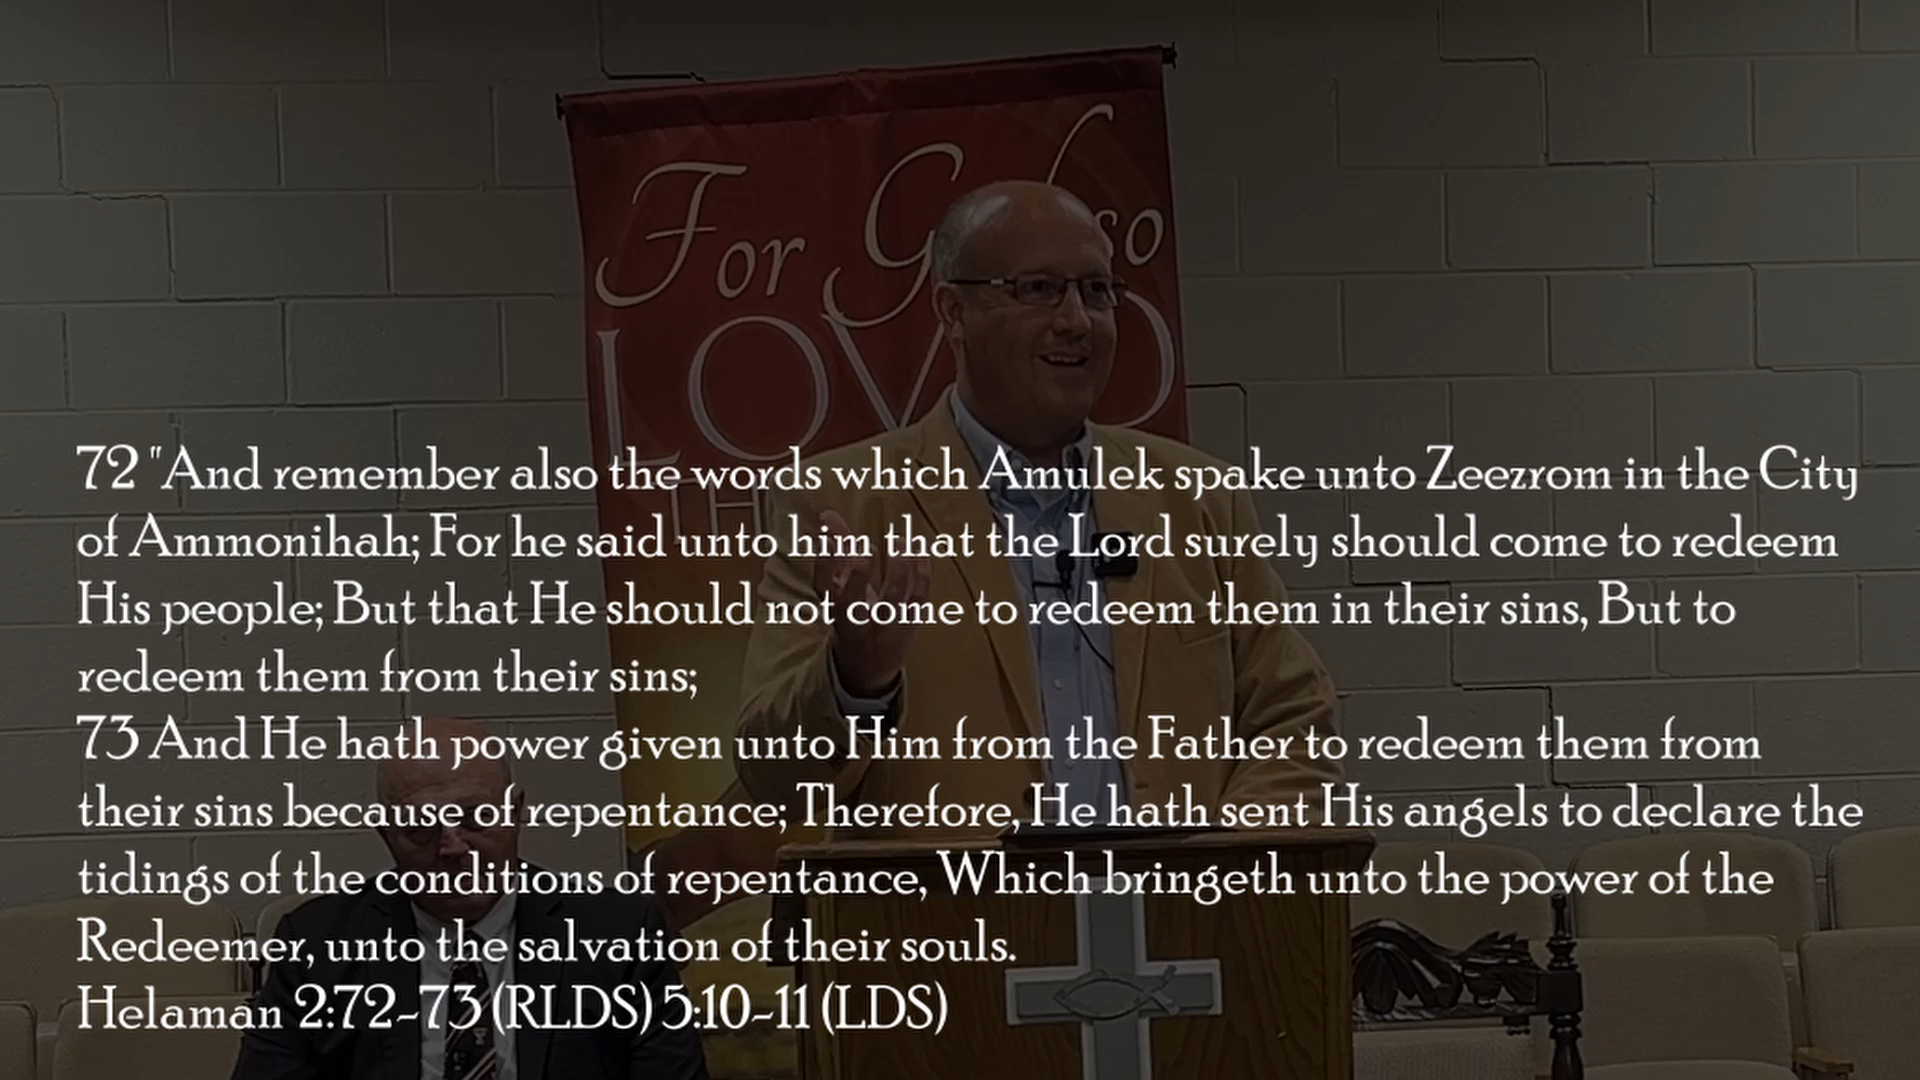 For G so
LOV D
TH
72 "And remember also the words which Amulek spake unto Zeezrom in the City
of Ammonihah; For he said unto him that the Lord surely should come to redeem
His people; But that He should not come to redeem them in their sins, But to
redeem them from their sins;
73 And He hath power given unto Him from the Father to redeem them from
their sins because of repentance; Therefore, He hath sent His angels to declare the
tidings of the conditions of repentance, Which bringeth unto the power of the
Redeemer, unto the salvation of their souls.
Helaman 2:72-73 (RLDS) 5:10-11 (LDS)